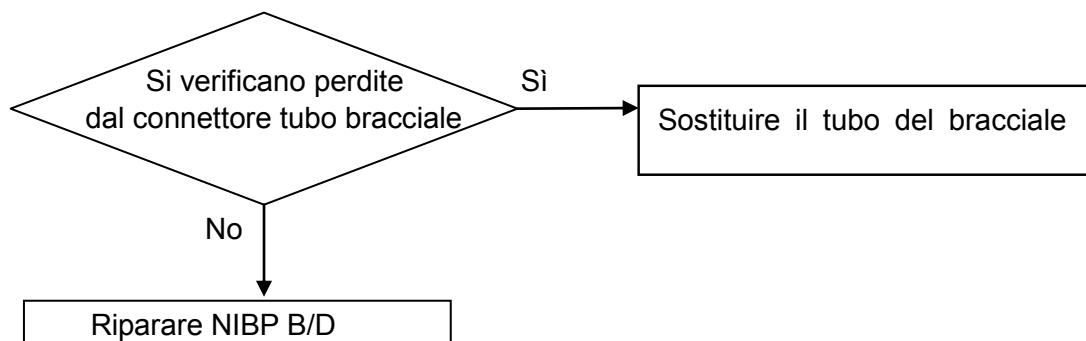 Si verificano perdite
dal connettore tubo bracciale
Sì
Sostituire il tubo del bracciale
No
Riparare NIBP B/D